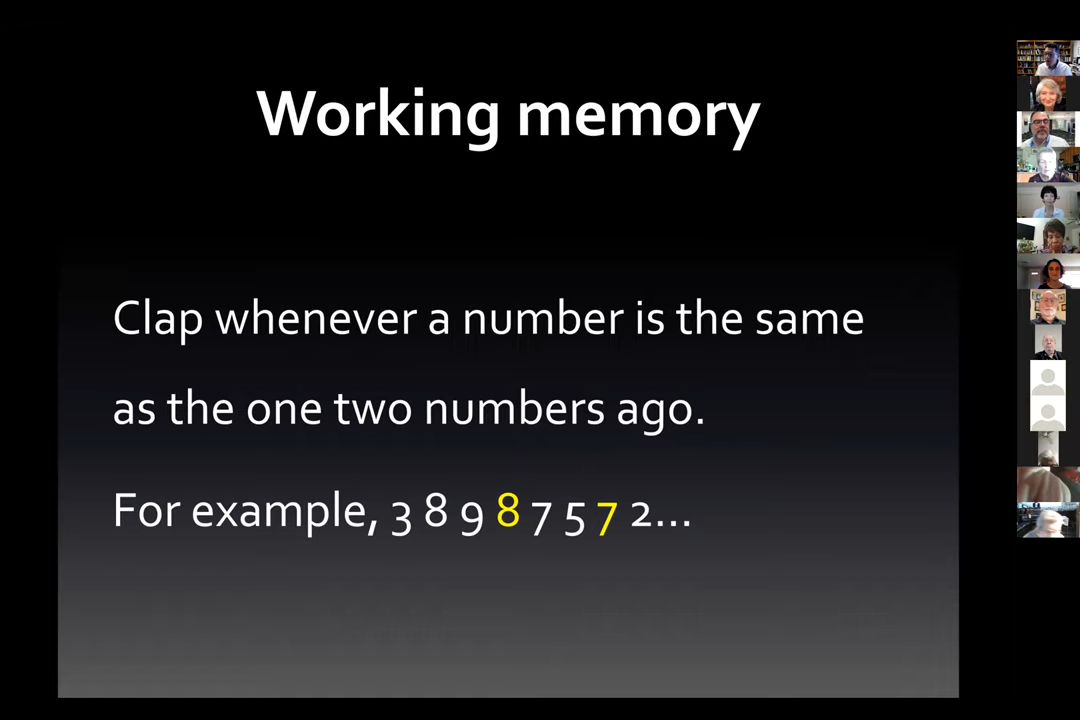 Working memory
Clap whenever a number is the same
as the one two numbers ago.
For example, 3 8 9 8 7 5 7 2...